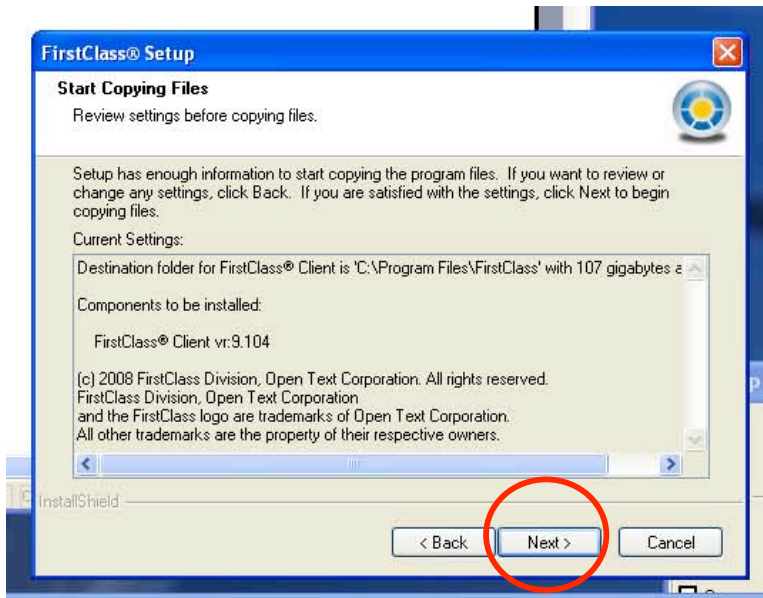 FirstClass® Setup
Start Copying Files
Review settings before copying files.
Setup has enough information to start copying the program files. If you want to review or
change any settings, click Back. If you are satisfied with the settings, click Next to begin
copying files.
Current Settings:
Destination folder for FirstClass® Client is 'C:\Program Files\FirstClass' with 107 gigabytes a
Components to be installed:
FirstClass® Client vr:9.104
(c) 2008 FirstClass Division, Open Text Corporation. All rights reserved.
FirstClass Division, Open Text Corporation
and the FirstClass logo are trademarks of Open Text Corporation.
All other trademarks are the property of their respective owners.
InstallShield
< Back
Next >
Cancel